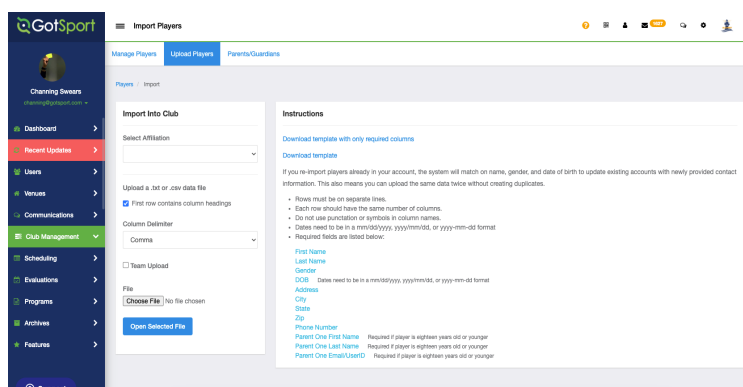 GotSport
Import Players
Channing Swears
channing@gotsport.com
Dashboard
Recent Updates
Users
Venues
Communications
Club Management
Scheduling
Evaluations
Programs
Archives
Features
Manage Players
Upload Players
Parents/Guardians
Players / Import
Import Into Club
Select Affiliation
Upload a .txt or .csv data file
First row contains column headings
Column Delimiter
Comma
Team Upload
File
Choose File No file chosen
Open Selected File
Instructions
Download template with only required columns
Download template
If you re-import players already in your account, the system will match on name, gender, and date of birth to update existing accounts with newly provided contact
information. This also means you can upload the same data twice without creating duplicates.
• Rows must be on separate lines.
• Each row should have the same number of columns.
• Do not use punctuation or symbols in column names.
• Dates need to be in a mm/dd/yyyy, yyyy/mm/dd, or yyyy-mm-dd format
• Required fields are listed below:
First Name
Last Name
Gender
DOB Dates need to be in a mm/dd/yyyy, yyyy/mm/dd, or yyyy-mm-dd format
Address
City
State
Zip
Phone Number
Parent One First Name Required if player is eighteen years old or younger
Parent One Last Name Required if player is eighteen years old or younger
Parent One Email/UserID Required if player is eighteen years old or younger